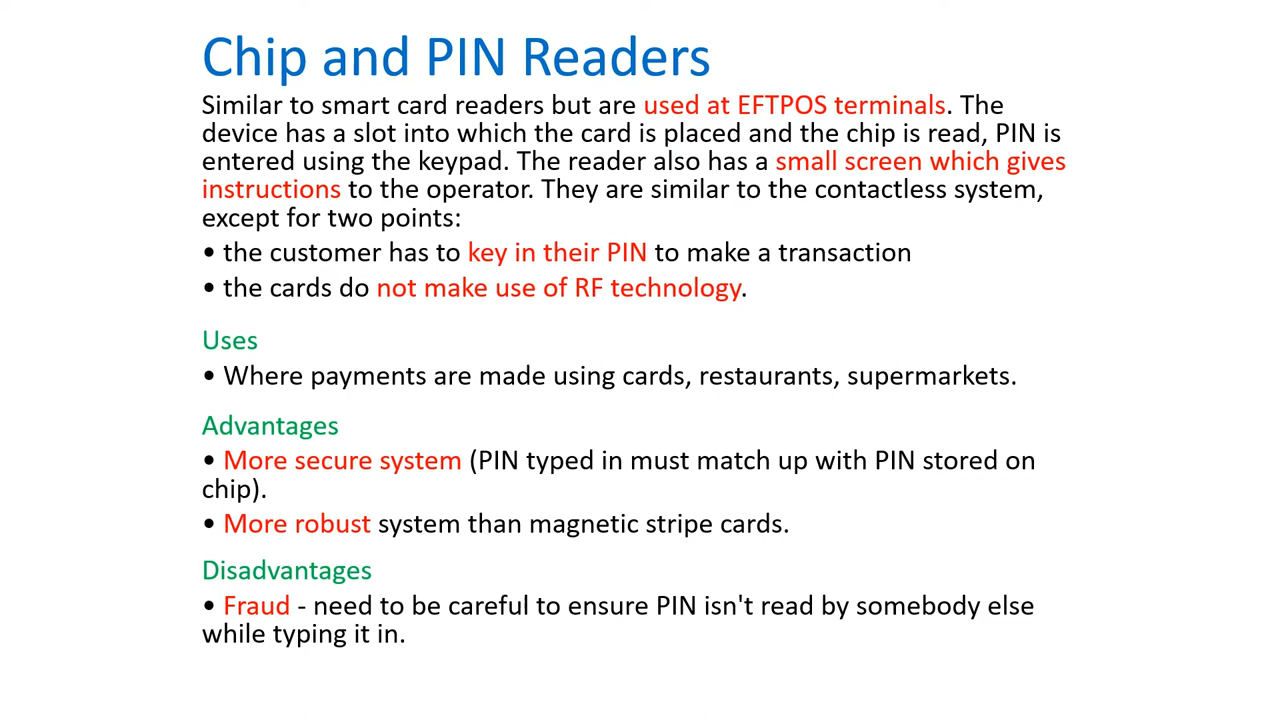 Chip and PIN Readers
Similar to smart card readers but are used at EFTPOS terminals. The
device has a slot into which the card is placed and the chip is read, PIN is
entered using the keypad. The reader also has a small screen which gives
instructions to the operator. They are similar to the contactless system,
except for two points:
• the customer has to key in their PIN to make a transaction
• the cards do not make use of RF technology.
Uses
• Where payments are made using cards, restaurants, supermarkets.
Advantages
• More secure system (PIN typed in must match up with PIN stored on
chip).
• More robust system than magnetic stripe cards.
Disadvantages
• Fraud - need to be careful to ensure PIN isn't read by somebody else
while typing it in.